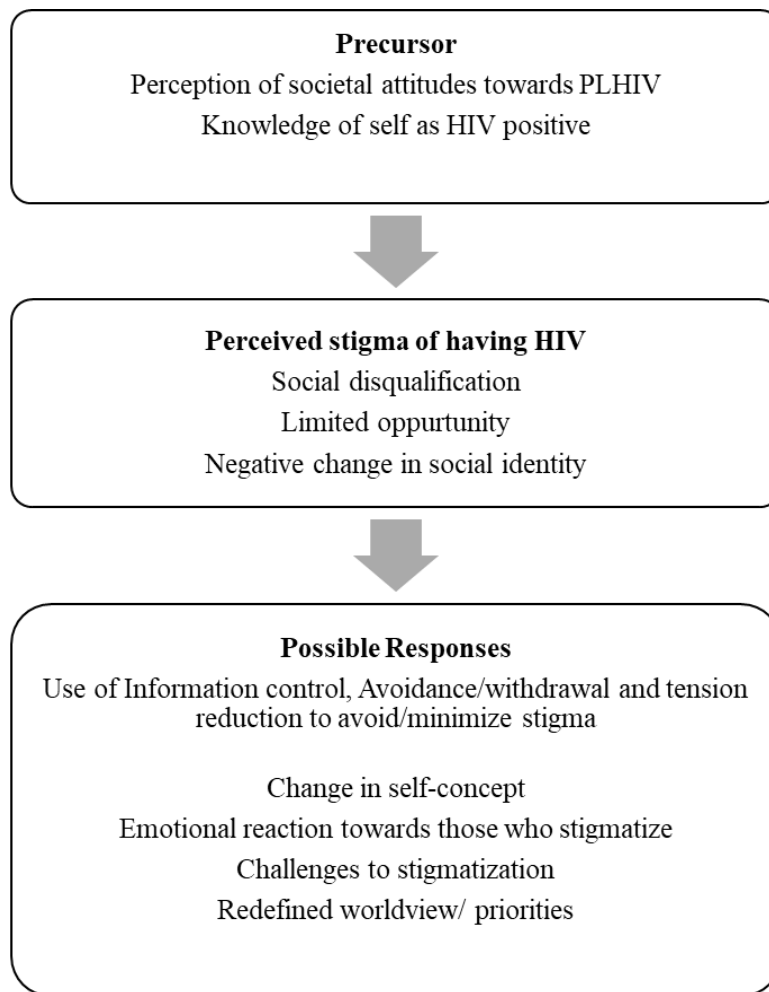 Precursor
Perception of societal attitudes towards PLHIV
Knowledge of self as HIV positive
Perceived stigma of having HIV
Social disqualification
Limited oppurtunity
Negative change in social identity
Possible Responses
Use of Information control, Avoidance/withdrawal and tension
reduction to avoid/minimize stigma
Change in self-concept
Emotional reaction towards those who stigmatize
Challenges to stigmatization
Redefined worldview/ priorities